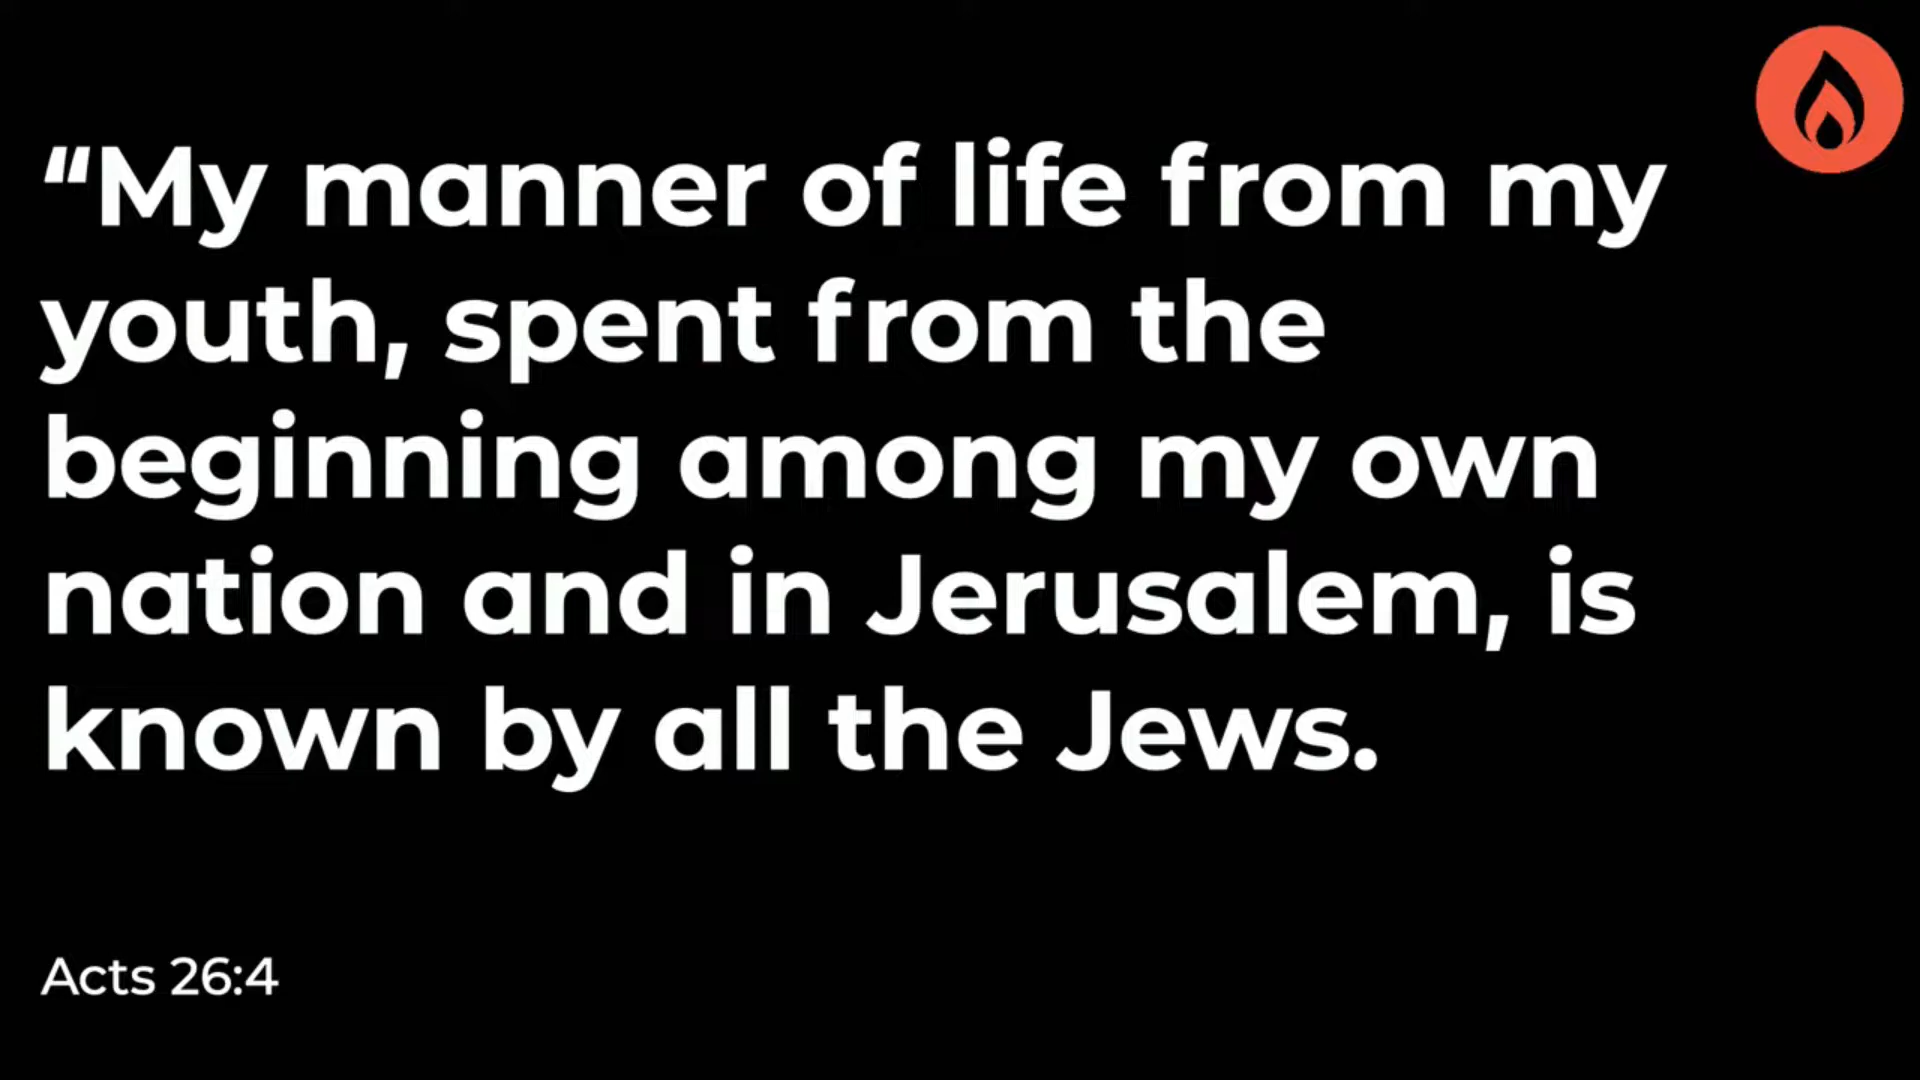 “My manner of life from my
youth, spent from the
beginning among my own
nation and in Jerusalem, is
known by all the Jews.
Acts 26:4